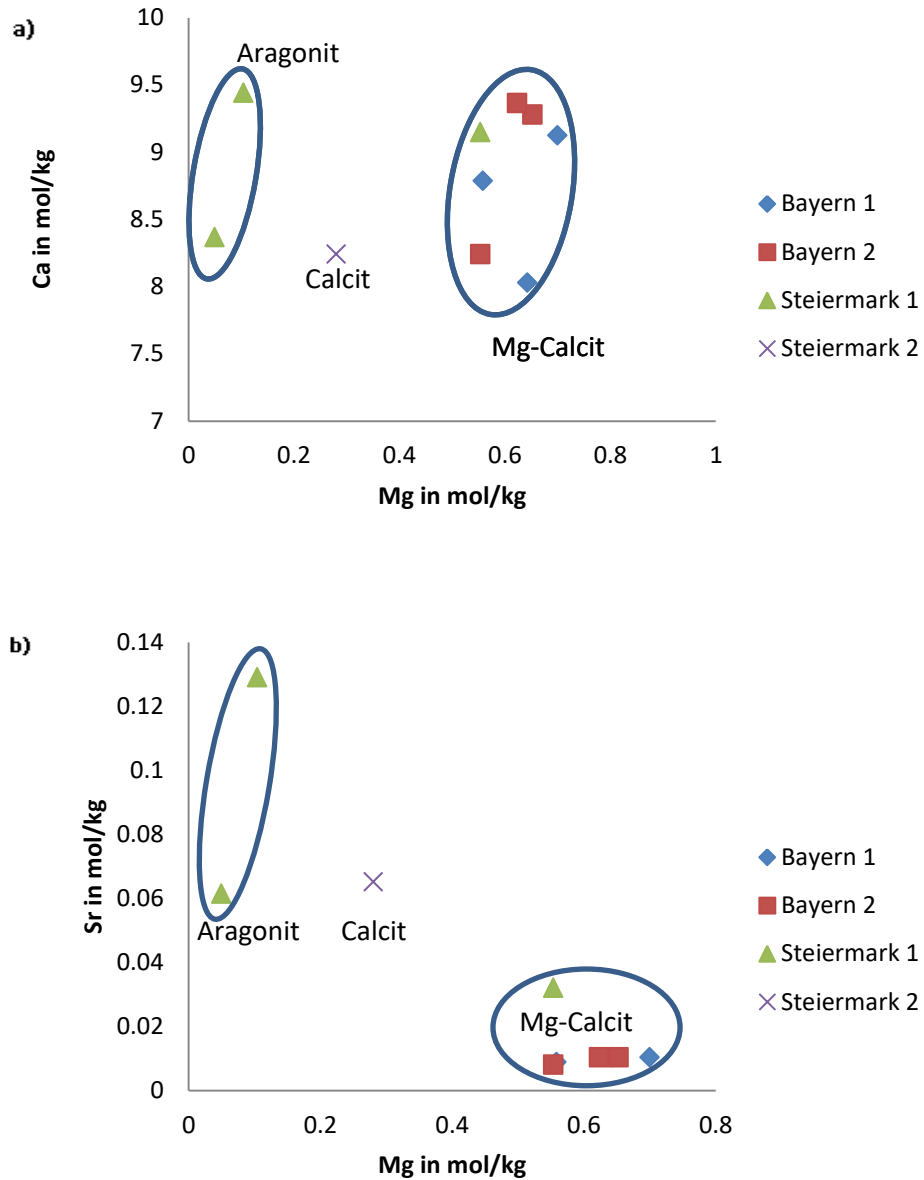 a)
10
9.5
9
8.5
8
7.5
7
Ca in mol/kg
Aragonit
Calcit
Mg-Calcit
0
0.2
0.4
0.6
0.8
1
Mg in mol/kg
Bayern 1
Bayern 2
Steiermark 1
Steiermark 2
b)
0.14
0.12
0.1
0.08
0.06
0.04
0.02
0
Sr in mol/kg
Aragonit
Calcit
Mg-Calcit
0
0.2
0.4
0.6
0.8
Mg in mol/kg
Bayern 1
Bayern 2
Steiermark 1
Steiermark 2